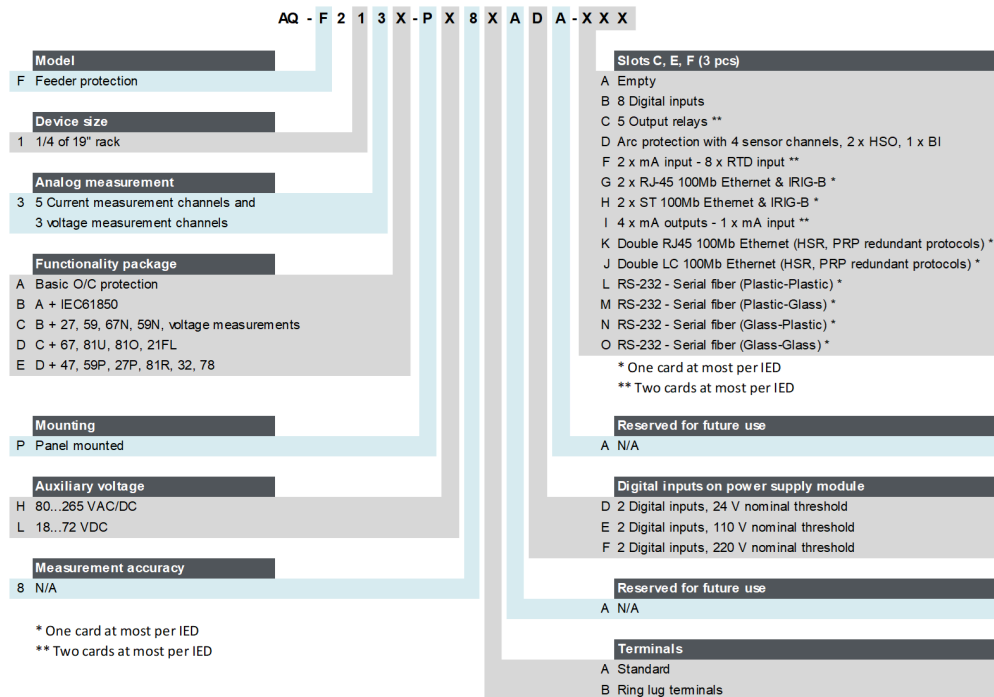 AQ - F 2 1 3 X - P X 8 X A D A - X X X
Model
F Feeder protection
Device size
1 1/4 of 19" rack
Analog measurement
3 5 Current measurement channels and
3 voltage measurement channels
Functionality package
A Basic O/C protection
B A + IEC61850
C B + 27, 59, 67N, 59N, voltage measurements
D C + 67, 81U, 81O, 21FL
E D + 47, 59P, 27P, 81R, 32, 78
Mounting
P Panel mounted
Auxiliary voltage
H 80...265 VAC/DC
L 18...72 VDC
Measurement accuracy
8 N/A
* One card at most per IED
** Two cards at most per IED
Slots C, E, F (3 pcs)
A Empty
B 8 Digital inputs
C 5 Output relays **
D Arc protection with 4 sensor channels, 2 x HSO, 1 x BI
F 2 x mA input - 8 x RTD input **
G 2 x RJ-45 100Mb Ethernet & IRIG-B *
H 2 x ST 100Mb Ethernet & IRIG-B *
I 4 x mA outputs - 1 x mA input **
K Double RJ45 100Mb Ethernet (HSR, PRP redundant protocols) *
J Double LC 100Mb Ethernet (HSR, PRP redundant protocols) *
L RS-232 - Serial fiber (Plastic-Plastic) *
M RS-232 - Serial fiber (Plastic-Glass) *
N RS-232 - Serial fiber (Glass-Plastic) *
O RS-232 - Serial fiber (Glass-Glass) *
* One card at most per IED
** Two cards at most per IED
Reserved for future use
A N/A
Digital inputs on power supply module
D 2 Digital inputs, 24 V nominal threshold
E 2 Digital inputs, 110 V nominal threshold
F 2 Digital inputs, 220 V nominal threshold
Reserved for future use
A N/A
Terminals
A Standard
B Ring lug terminals